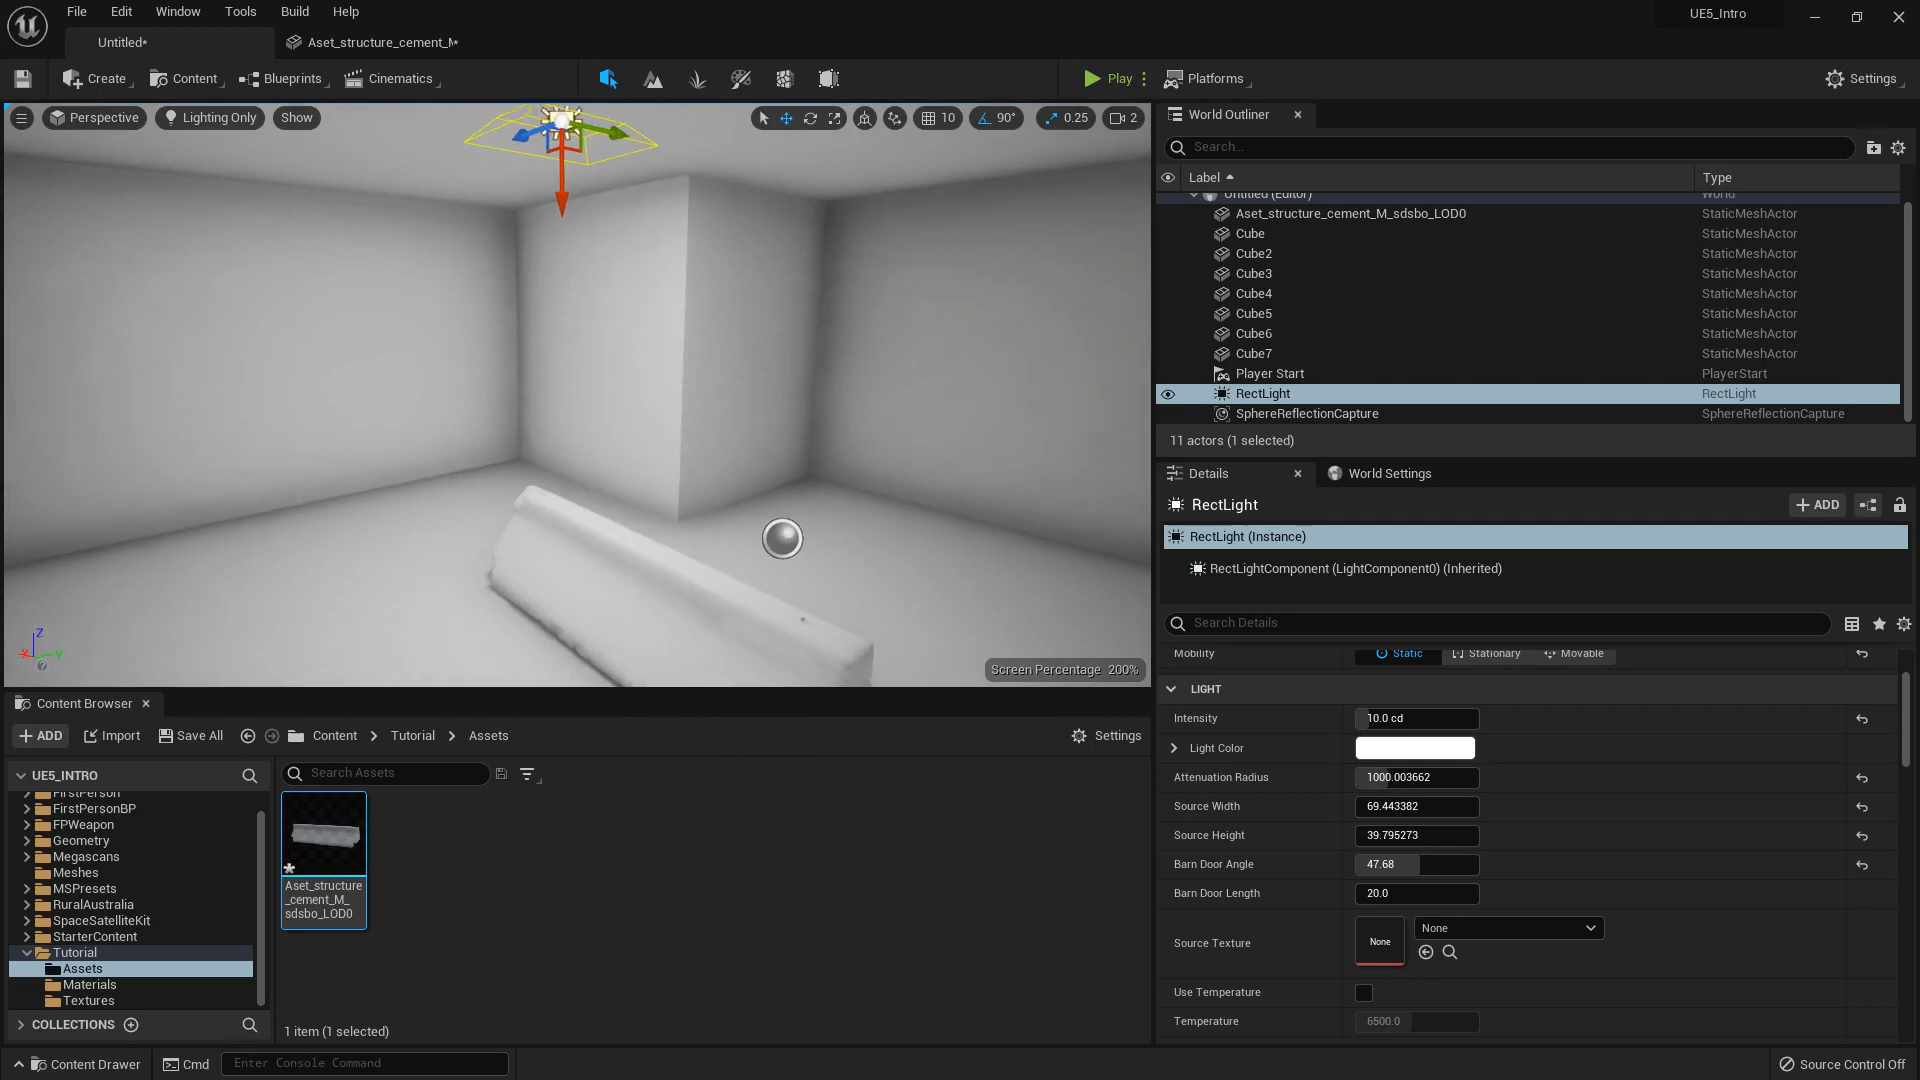 File Edit Window Tools Build Help
UE5_Intro
Untitled*
Aset_structure_cement_M*
Create
Content
Blueprints
Cinematics
Play
Platforms
Settings
Perspective
Lighting Only
Show
10
90°
0.25
2
Z
X
Y
Screen Percentage 200%
World Outliner
Search...
Label
Type
Untitled (Editor) World
Aset_structure_cement_M_sdsbo_LOD0 StaticMeshActor
Cube StaticMeshActor
Cube2 StaticMeshActor
Cube3 StaticMeshActor
Cube4 StaticMeshActor
Cube5 StaticMeshActor
Cube6 StaticMeshActor
Cube7 StaticMeshActor
Player Start PlayerStart
RectLight RectLight
SphereReflectionCapture SphereReflectionCapture
11 actors (1 selected)
Details
World Settings
RectLight
ADD
RectLight (Instance)
RectLightComponent (LightComponent0) (Inherited)
Search Details
Mobility Static Stationary Movable
LIGHT
Intensity 10.0 cd
Light Color
Attenuation Radius 1000.003662
Source Width 69.443382
Source Height 39.795273
Barn Door Angle 47.68
Barn Door Length 20.0
Source Texture None None
Use Temperature
Temperature 6500.0
Content Browser
ADD Import Save All Content Tutorial Assets Settings
UE5_INTRO
FirstPerson
FirstPersonBP
FPWeapon
Geometry
Megascans
Meshes
MSPresets
RuralAustralia
SpaceSatelliteKit
StarterContent
Tutorial
Assets
Materials
Textures
COLLECTIONS
Search Assets
Aset_structure
_cement_M_
sdsbo_LOD0
1 item (1 selected)
Content Drawer Cmd Enter Console Command Source Control Off